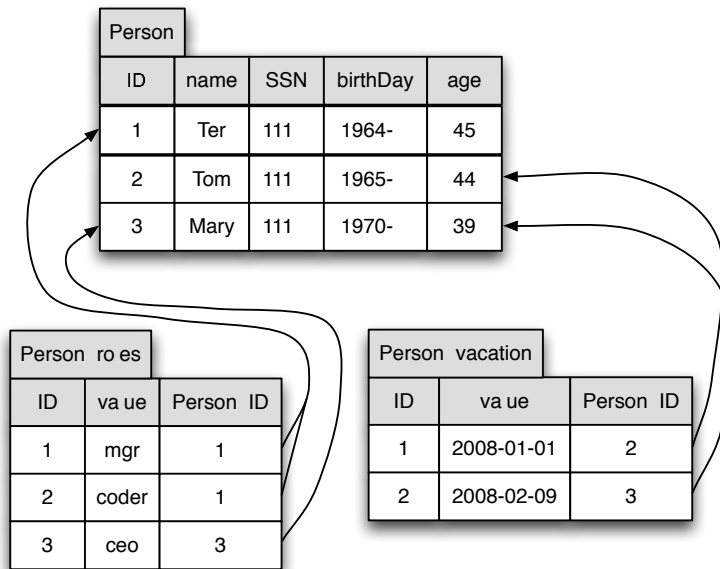 Person
ID name SSN birthDay age
1 Ter 111 1964- 45
2 Tom 111 1965- 44
3 Mary 111 1970- 39
Person ro es
ID va ue Person ID
1 mgr 1
2 coder 1
3 ceo 3
Person vacation
ID va ue Person ID
1 2008-01-01 2
2 2008-02-09 3